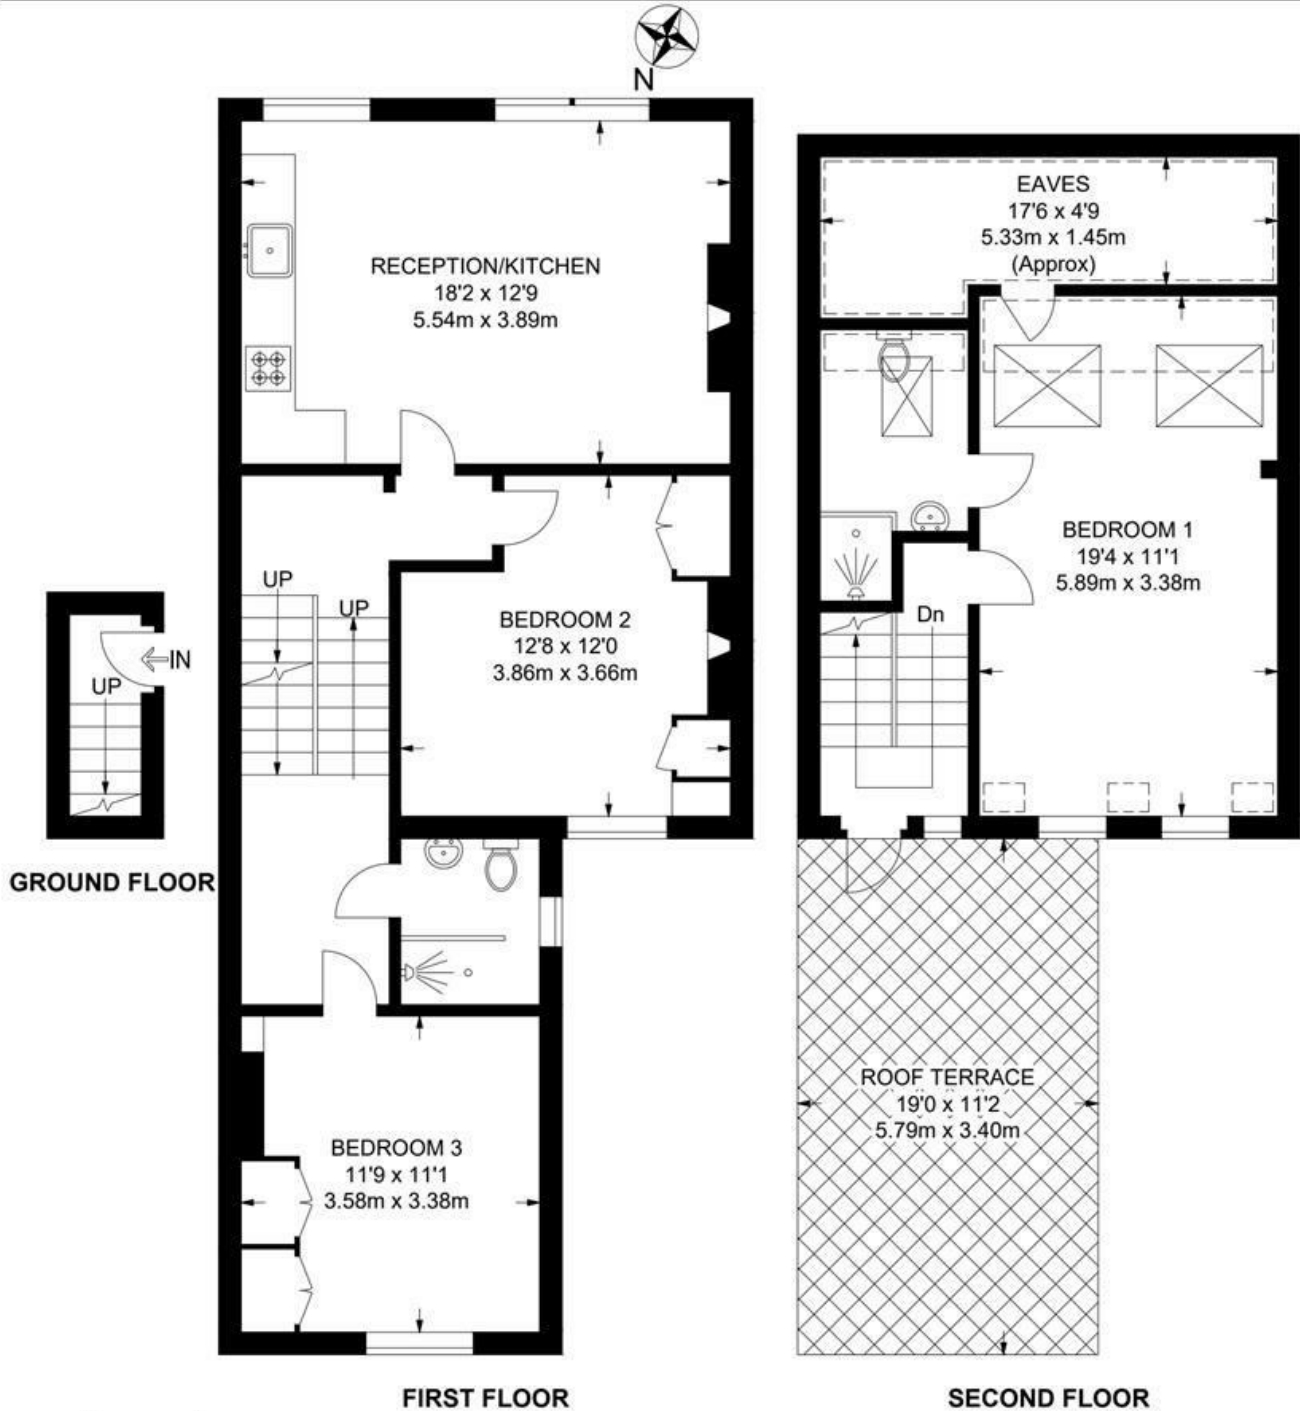 N
RECEPTION/KITCHEN
18'2 x 12'9
5.54m x 3.89m
EAVES
17'6 x 4'9
5.33m x 1.45m
(Approx)
BEDROOM 1
19'4 x 11'1
5.89m x 3.38m
UP
UP
BEDROOM 2
12'8 x 12'0
3.86m x 3.66m
Dn
IN
UP
GROUND FLOOR
BEDROOM 3
11'9 x 11'1
3.58m x 3.38m
ROOF TERRACE
19'0 x 11'2
5.79m x 3.40m
FIRST FLOOR
SECOND FLOOR